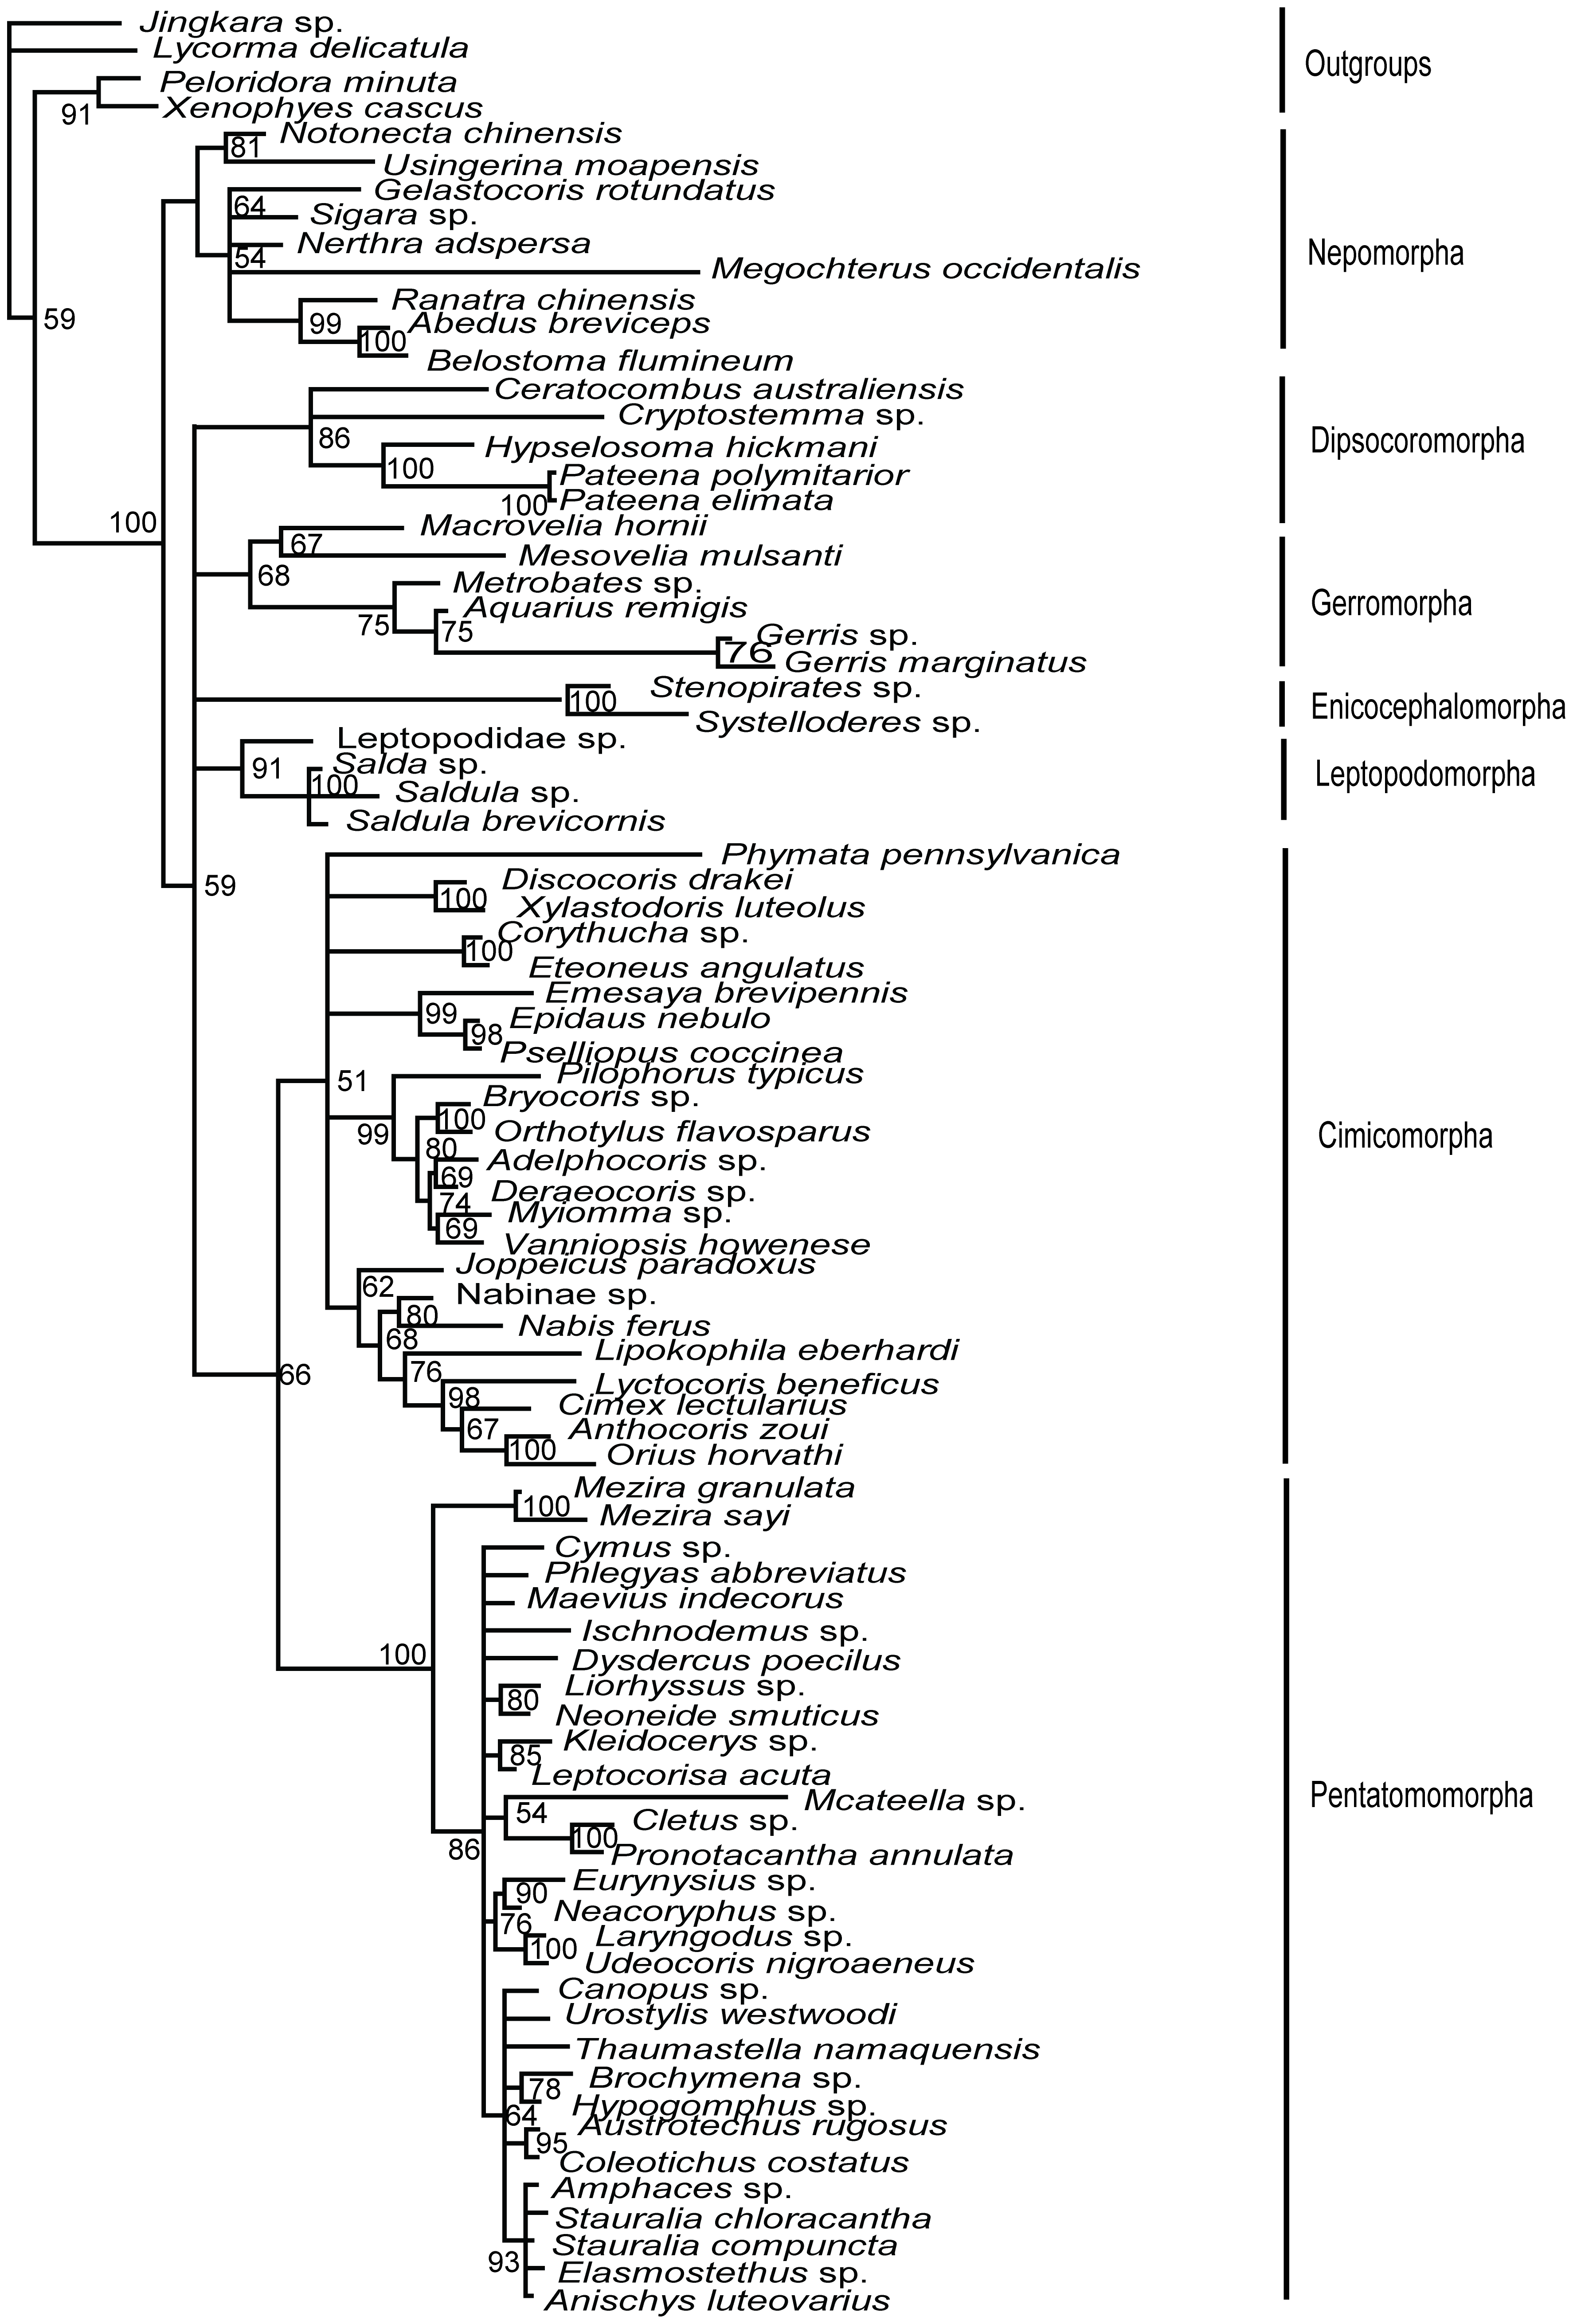 Jingkara sp.
Lycorma delicatula
Outgroups
Peloridora minuta
91
Xenophyes cascus
Notonecta chinensis
81
Usingerina moapensis
Gelastocoris rotundatus
64
Sigara sp.
Nerthra adspersa
Nepomorpha
54
Megochterus occidentalis
Ranatra chinensis
59
99
Abedus breviceps
100
Belostoma flumineum
Ceratocombus australiensis
Cryptostemma sp.
86
Dipsocoromorpha
Hypselosoma hickmani
100
Pateena polymitarior
100
Pateena elimata
100
Macrovelia hornii
67
Mesovelia mulsanti
68
Metrobates sp.
Gerromorpha
Aquarius remigis
75
75
Gerris sp.
76
Gerris marginatus
Stenopirates sp.
100
Enicocephalomorpha
Systelloderes sp.
Leptopodidae sp.
91
Salda sp.
Leptopodomorpha
100
Saldula sp.
Saldula brevicornis
Phymata pennsylvanica
59
Discocoris drakei
100
Xylastodoris luteolus
Corythucha sp.
100
Eteoneus angulatus
Emesaya brevipennis
99
Epidaus nebulo
98
Pselliopus coccinea
51
Pilophorus typicus
Bryocoris sp.
100
99
Orthotylus flavosparus
Cimicomorpha
80
Adelphocoris sp.
69
Deraeocoris sp.
74
Myiomma sp.
69
Vanniopsis howenese
Joppeicus paradoxus
62
Nabinae sp.
80
Nabis ferus
68
Lipokophila eberhardi
66
76
Lyctocoris beneficus
98
Cimex lectularius
67
Anthocoris zoui
100
Orius horvathi
Mezira granulata
100
Mezira sayi
Cymus sp.
Phlegyas abbreviatus
Maevius indecorus
Ischnodemus sp.
100
Dysdercus poecilus
Liorhyssus sp.
80
Neoneide smuticus
Kleidocerys sp.
85
Leptocorisa acuta
Pentatomomorpha
Mcateella sp.
54
Cletus sp.
100
86
Pronotacantha annulata
Eurynysius sp.
90
Neacoryphus sp.
76
Laryngodus sp.
100
Udeocoris nigroaeneus
Canopus sp.
Urostylis westwoodi
Thaumastella namaquensis
Brochymena sp.
78
Hypogomphus sp.
64
Austrotechus rugosus
95
Coleotichus costatus
Amphaces sp.
Stauralia chloracantha
Stauralia compuncta
93
Elasmostethus sp.
Anischys luteovarius